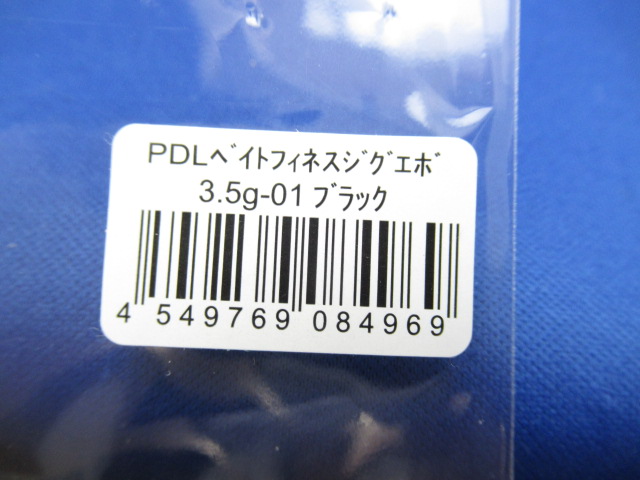 PDLﾍﾞｲﾄﾌｨﾈｽｼﾞｸﾞｴﾎﾞ
3.5g-01 ﾌﾞﾗｯｸ
4 549769 084969